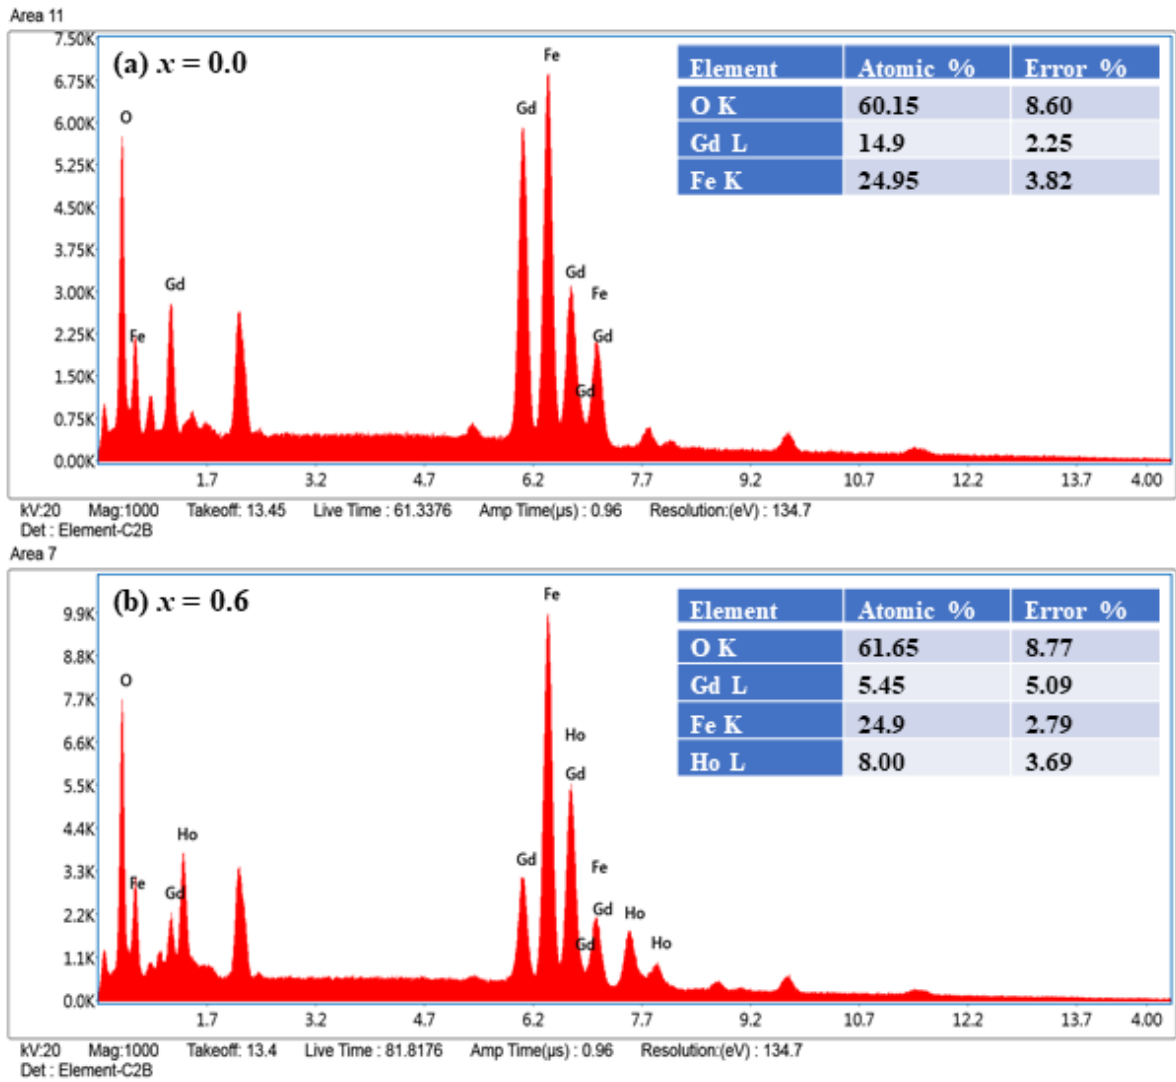 Area 11
(a) x = 0.0
7.50K
6.75K
6.00K
5.25K
4.50K
3.75K
3.00K
2.25K
1.50K
0.75K
0.00K
O
Fe
Gd
Gd
Fe
Gd
Fe
Gd
Gd
Element Atomic % Error %
O K 60.15 8.60
Gd L 14.9 2.25
Fe K 24.95 3.82
1.7 3.2 4.7 6.2 7.7 9.2 10.7 12.2 13.7 4.00
kV:20 Mag:1000 Takeoff: 13.45 Live Time : 61.3376 Amp Time(µs) : 0.96 Resolution:(eV) : 134.7
Det : Element-C2B
Area 7
(b) x = 0.6
9.9K
8.8K
7.7K
6.6K
5.5K
4.4K
3.3K
2.2K
1.1K
0.0K
O
Fe
Gd
Ho
Gd
Fe
Ho
Gd
Fe
Gd
Gd
Ho
Ho
Element Atomic % Error %
O K 61.65 8.77
Gd L 5.45 5.09
Fe K 24.9 2.79
Ho L 8.00 3.69
1.7 3.2 4.7 6.2 7.7 9.2 10.7 12.2 13.7 4.00
kV:20 Mag:1000 Takeoff: 13.4 Live Time : 81.8176 Amp Time(µs) : 0.96 Resolution:(eV) : 134.7
Det : Element-C2B